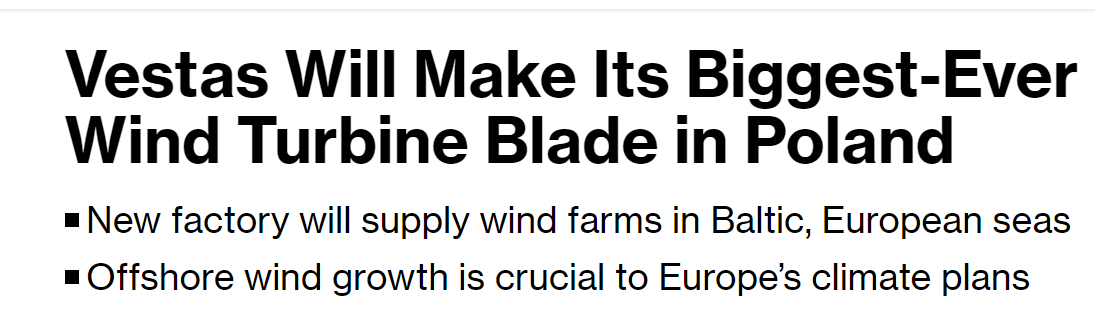 Vestas Will Make Its Biggest-Ever
Wind Turbine Blade in Poland
▪ New factory will supply wind farms in Baltic, European seas
▪ Offshore wind growth is crucial to Europe’s climate plans